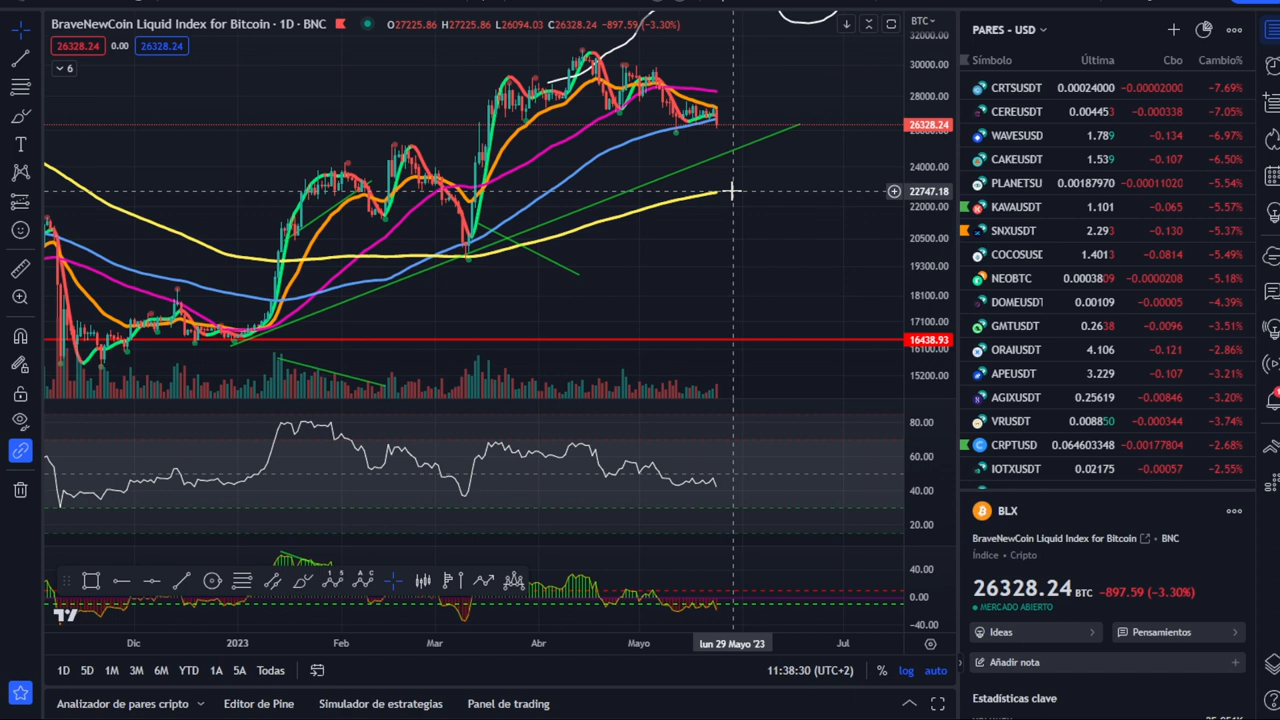 BraveNewCoin Liquid Index for Bitcoin · 1D · BNC O27225.86 H27225.86 L26094.03 C26328.24 −897.59 (−3.30%)
26328.24 0.00 26328.24
6
BTC
32000.00
30000.00
28000.00
26328.24
24000.00
22747.18
22000.00
20500.00
19300.00
18100.00
17100.00
16438.93
16100.00
15200.00
80.00
60.00
40.00
20.00
40.00
0.00
−40.00
Dic 2023 Feb Mar Abr Mayo lun 29 Mayo '23 Jul
1D 5D 1M 3M 6M YTD 1A 5A Todas 11:38:30 (UTC+2) % log auto
Analizador de pares cripto Editor de Pine Simulador de estrategias Panel de trading
PARES - USD
Símbolo Última Cbo Cambio%
CRTSUSDT 0.00024000 −0.00002000 −7.69%
CEREUSDT 0.004453 −0.000338 −7.05%
WAVESUSD 1.789 −0.134 −6.97%
CAKEUSDT 1.539 −0.107 −6.50%
PLANETSU 0.00187970 −0.00011020 −5.54%
KAVAUSDT 1.101 −0.065 −5.57%
SNXUSDT 2.293 −0.130 −5.37%
COCOSUSD 1.4013 −0.0814 −5.49%
NEOBTC 0.0003809 −0.0000208 −5.18%
DOMEUSDT 0.00109 −0.00005 −4.39%
GMTUSDT 0.2638 −0.0096 −3.51%
ORAIUSDT 4.106 −0.121 −2.86%
APEUSDT 3.229 −0.107 −3.21%
AGIXUSDT 0.25619 −0.00846 −3.20%
VRUSDT 0.008850 −0.000344 −3.74%
CRPTUSD 0.064603348 −0.00177804 −2.68%
IOTXUSDT 0.02175 −0.00057 −2.55%
BLX
BraveNewCoin Liquid Index for Bitcoin · BNC
Índice · Cripto
26328.24 BTC −897.59 (−3.30%)
MERCADO ABIERTO
Ideas Pensamientos
Añadir nota
Estadísticas clave